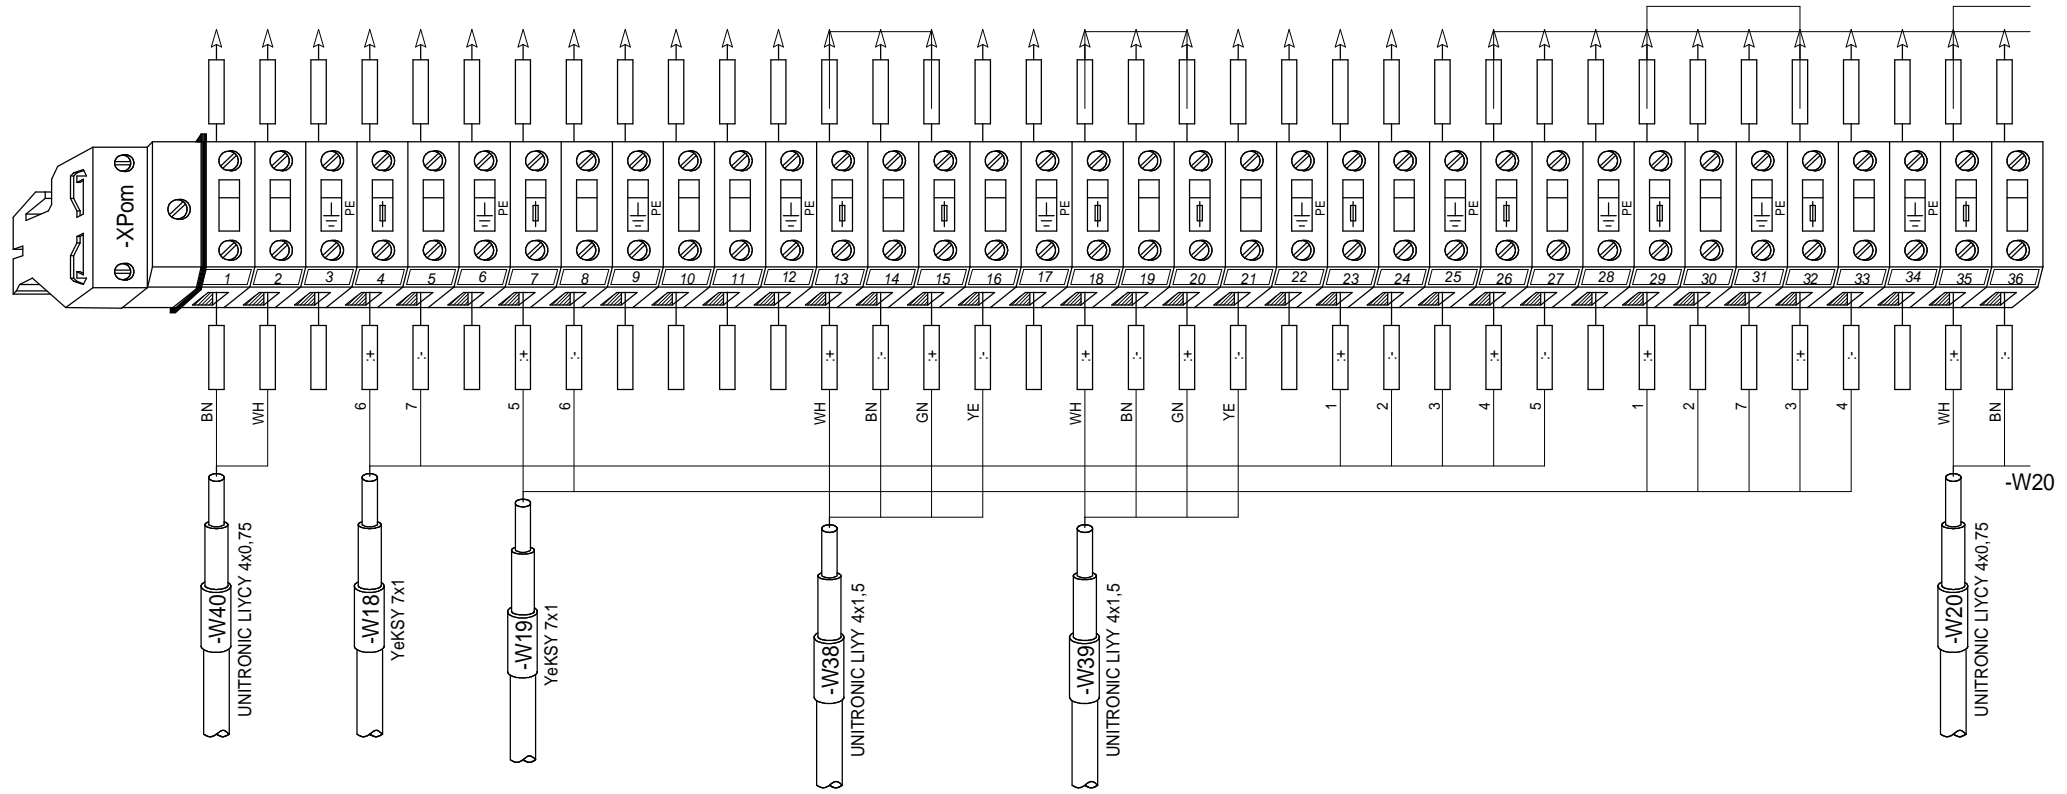 -XPom
PE PE PE PE PE PE PE PE PE PE
1 2 3 4 5 6 7 8 9 10 11 12 13 14 15 16 17 18 19 20 21 22 23 24 25 26 27 28 29 30 31 32 33 34 35 36
:+ :- :+ :- :+ :- :+ :- :+ :- :+ :- :+ :- :+ :- :+ :+ :- :+ :-
BN WH 6 7 5 6 WH BN GN YE WH BN GN YE 1 2 3 4 5 1 2 7 3 4 WH BN
-W20
-W40
UNITRONIC LIYCY 4x0,75
-W18
YeKSY 7x1
-W19
YeKSY 7x1
-W38
UNITRONIC LIYY 4x1,5
-W39
UNITRONIC LIYY 4x1,5
-W20
UNITRONIC LIYCY 4x0,75